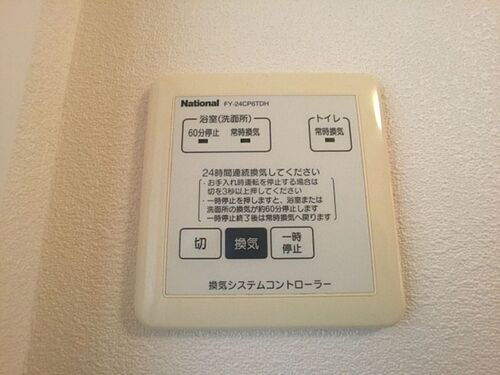 National FY-24CP6TDH
浴室(洗面所) トイレ
60分停止 常時換気 常時換気
24時間連続換気してください
・お手入れ時運転を停止する場合は
切を3秒以上押してください
・一時停止を押しますと、浴室または
洗面所の換気が約60分停止します
一時停止終了後は常時換気へ戻ります
切 換気 一時
停止
換気システムコントローラー